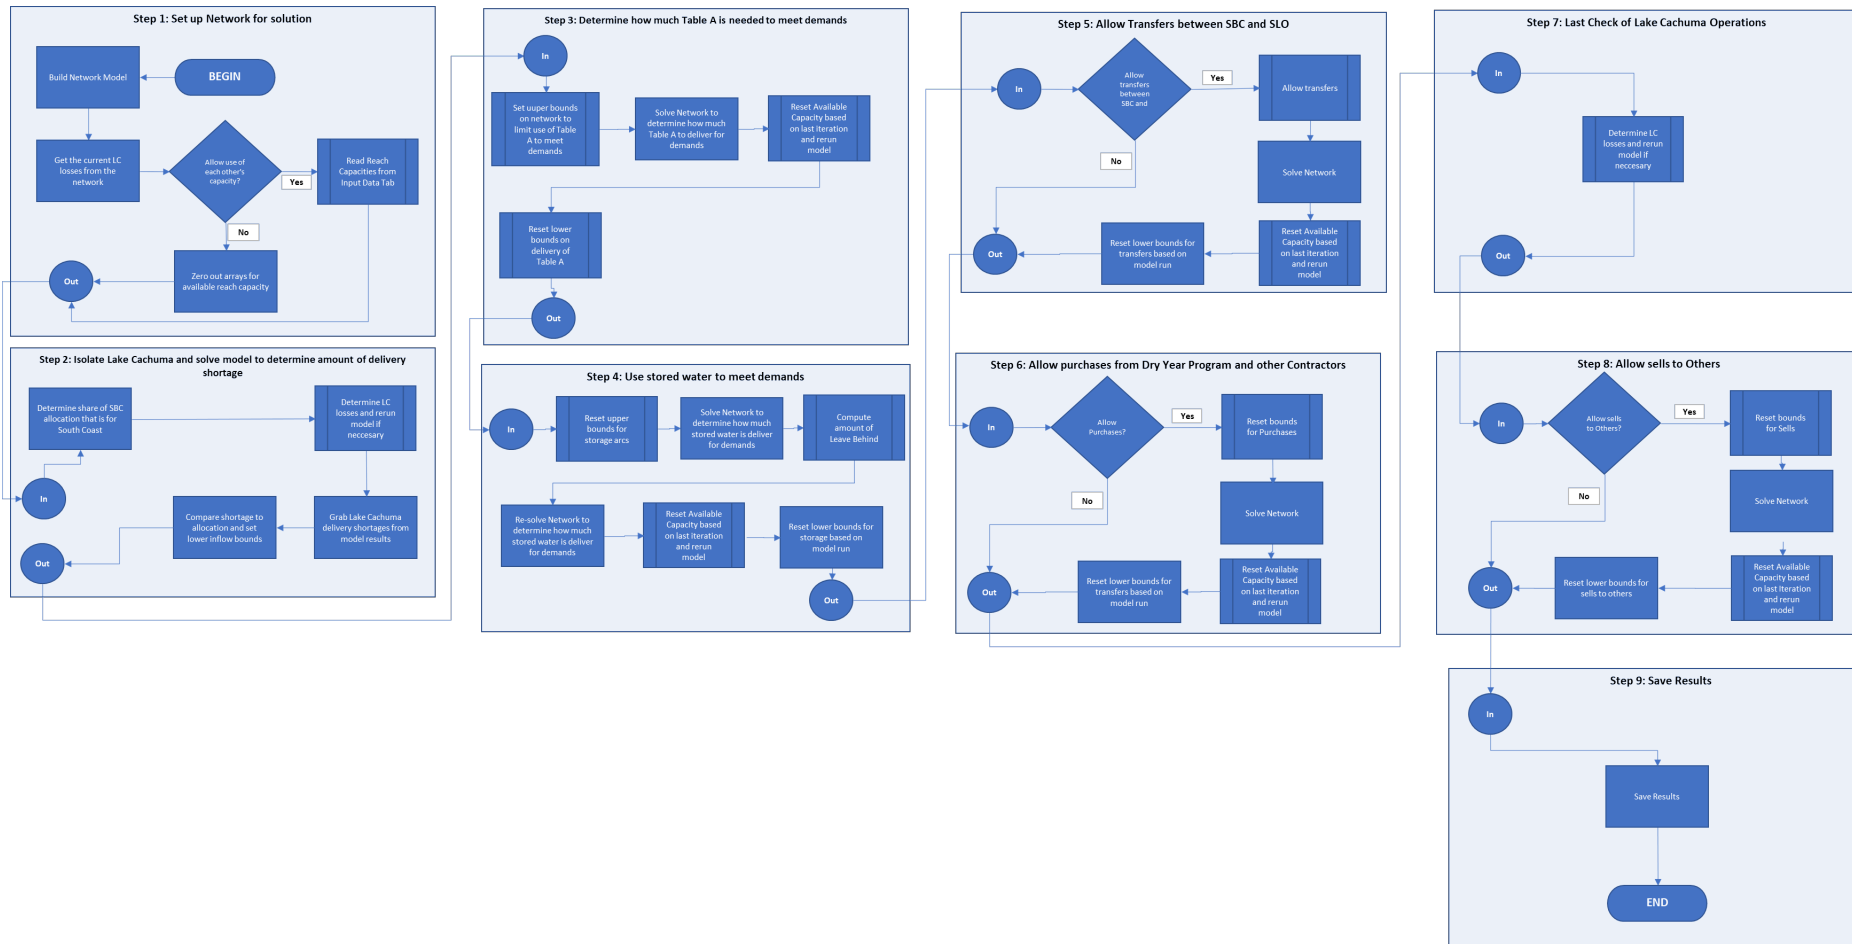 Step 1: Set up Network for solution
BEGIN
Build Network Model
Get the current LC
losses from the
network
Allow use of
each other's
capacity?
Yes
Read Reach
Capacities from
Input Data Tab
No
Zero out arrays for
available reach capacity
Out
Step 2: Isolate Lake Cachuma and solve model to determine amount of delivery
shortage
In
Determine share of SBC
allocation that is for
South Coast
Determine LC
losses and rerun
model if
neccesary
Grab Lake Cachuma
delivery shortages from
model results
Compare shortage to
allocation and set
lower inflow bounds
Out
Step 3: Determine how much Table A is needed to meet demands
In
Set uuper bounds
on network to
limit use of Table
A to meet
demands
Solve Network to
determine how much
Table A to deliver for
demands
Reset Available
Capacity based
on last iteration
and rerun
model
Reset lower
bounds on
delivery of
Table A
Out
Step 4: Use stored water to meet demands
In
Reset upper
bounds for
storage arcs
Solve Network to
determine how much
stored water is deliver
for demands
Compute
amount of
Leave Behind
Re-solve Network to
determine how much
stored water is deliver
for demands
Reset Available
Capacity based
on last iteration
and rerun
model
Reset lower bounds for
storage based on
model run
Out
Step 5: Allow Transfers between SBC and SLO
In
Allow
transfers
between
SBC and
Yes
Allow transfers
No
Solve Network
Reset Available
Capacity based
on last iteration
and rerun
model
Reset lower bounds for
transfers based on
model run
Out
Step 6: Allow purchases from Dry Year Program and other Contractors
In
Allow
Purchases?
Yes
Reset bounds
for Purchases
No
Solve Network
Reset Available
Capacity based
on last iteration
and rerun
model
Reset lower bounds for
transfers based on
model run
Out
Step 7: Last Check of Lake Cachuma Operations
In
Determine LC
losses and rerun
model if
neccesary
Out
Step 8: Allow sells to Others
In
Allow sells
to Others?
Yes
Reset bounds
for Sells
No
Solve Network
Reset Available
Capacity based
on last iteration
and rerun
model
Reset lower bounds for
sells to others
Out
Step 9: Save Results
In
Save Results
END